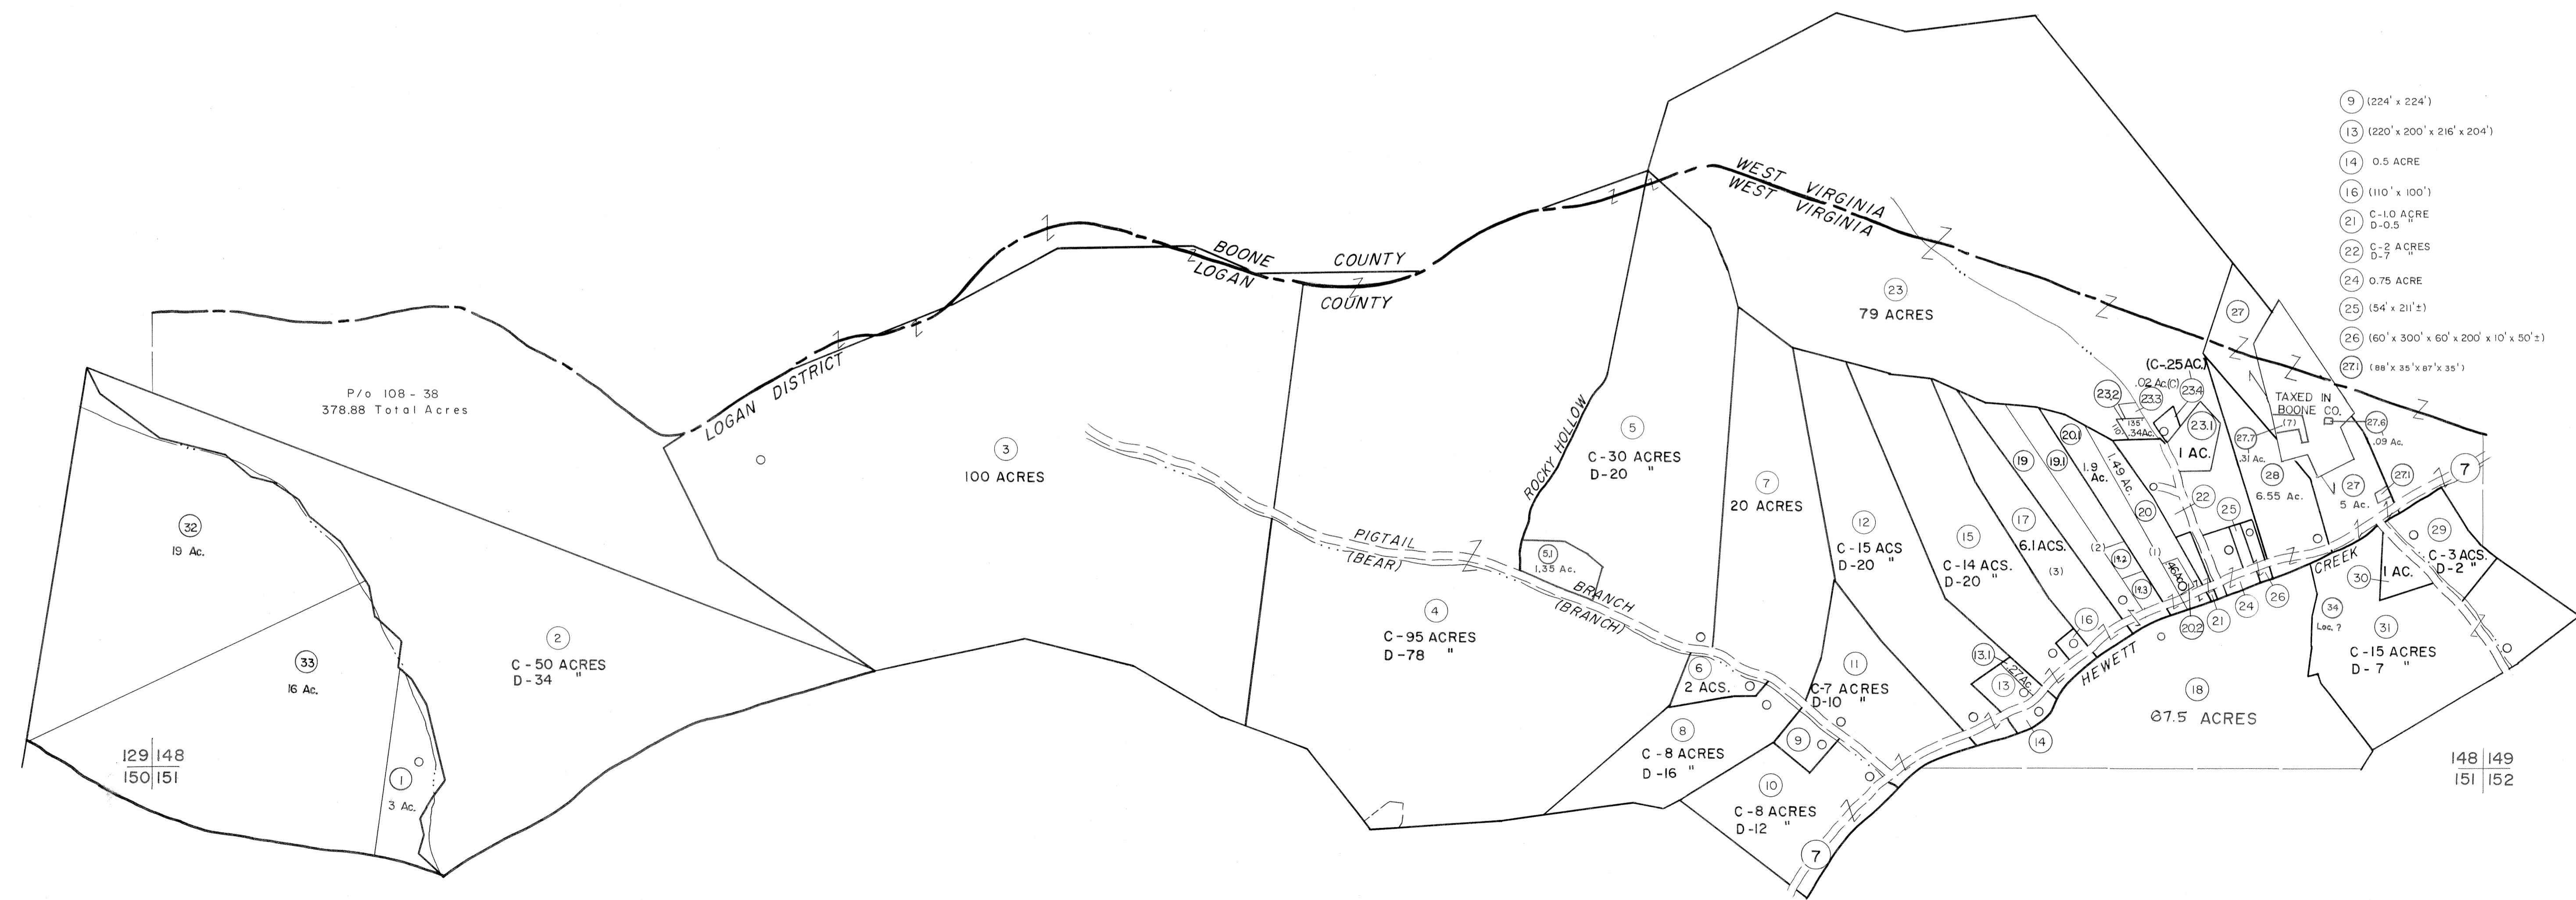 9 (224' x 224')
13 (220' x 200' x 216' x 204')
14 0.5 ACRE
16 (110' x 100')
21 C-1.0 ACRE
D-0.5 "
22 C-2 ACRES
D-7 "
24 0.75 ACRE
25 (54' x 211'±)
26 (60' x 300' x 60' x 200' x 10' x 50'±)
27.1 (88' x 35' x 87' x 35')
WEST VIRGINIA
WEST VIRGINIA
BOONE COUNTY
LOGAN COUNTY
LOGAN DISTRICT
P/o 108 - 38
378.88 Total Acres
32
19 Ac.
33
16 Ac.
129 148
150 151
1
3 Ac.
2
C - 50 ACRES
D - 34 "
3
100 ACRES
PIGTAIL BRANCH
(BEAR) (BRANCH)
4
C-95 ACRES
D-78 "
ROCKY HOLLOW
5
C-30 ACRES
D-20 "
5.1
1.35 Ac.
6
2 ACS.
7
20 ACRES
8
C - 8 ACRES
D -16 "
9
10
C - 8 ACRES
D -12 "
7
11
C-7 ACRES
D-10 "
12
C-15 ACS
D-20 "
13.1
.27 Ac.
13
14
15
C-14 ACS.
D-20 "
16
17
6.1 ACS.
(3)
HEWETT CREEK
18
67.5 ACRES
19
19.1
(2)
19.2
19.3
20.1
1.9
Ac.
1.49 Ac.
20
(1)
.46 Ac.
20.2
21
22
24
25
26
23
79 ACRES
(C-.25 AC.)
.02 Ac.(C)
23.2
23.3
23.4
135'
.34Ac.
110'
23.1
1 AC.
27
TAXED IN
BOONE CO.
(7)
27.7
.31 Ac.
27.6
.09 Ac.
28
6.55 Ac.
27
5 Ac.
27.1
7
29
C-3 ACS.
D-2 "
30
1 AC.
34
Loc. ?
31
C-15 ACRES
D- 7 "
148 149
151 152